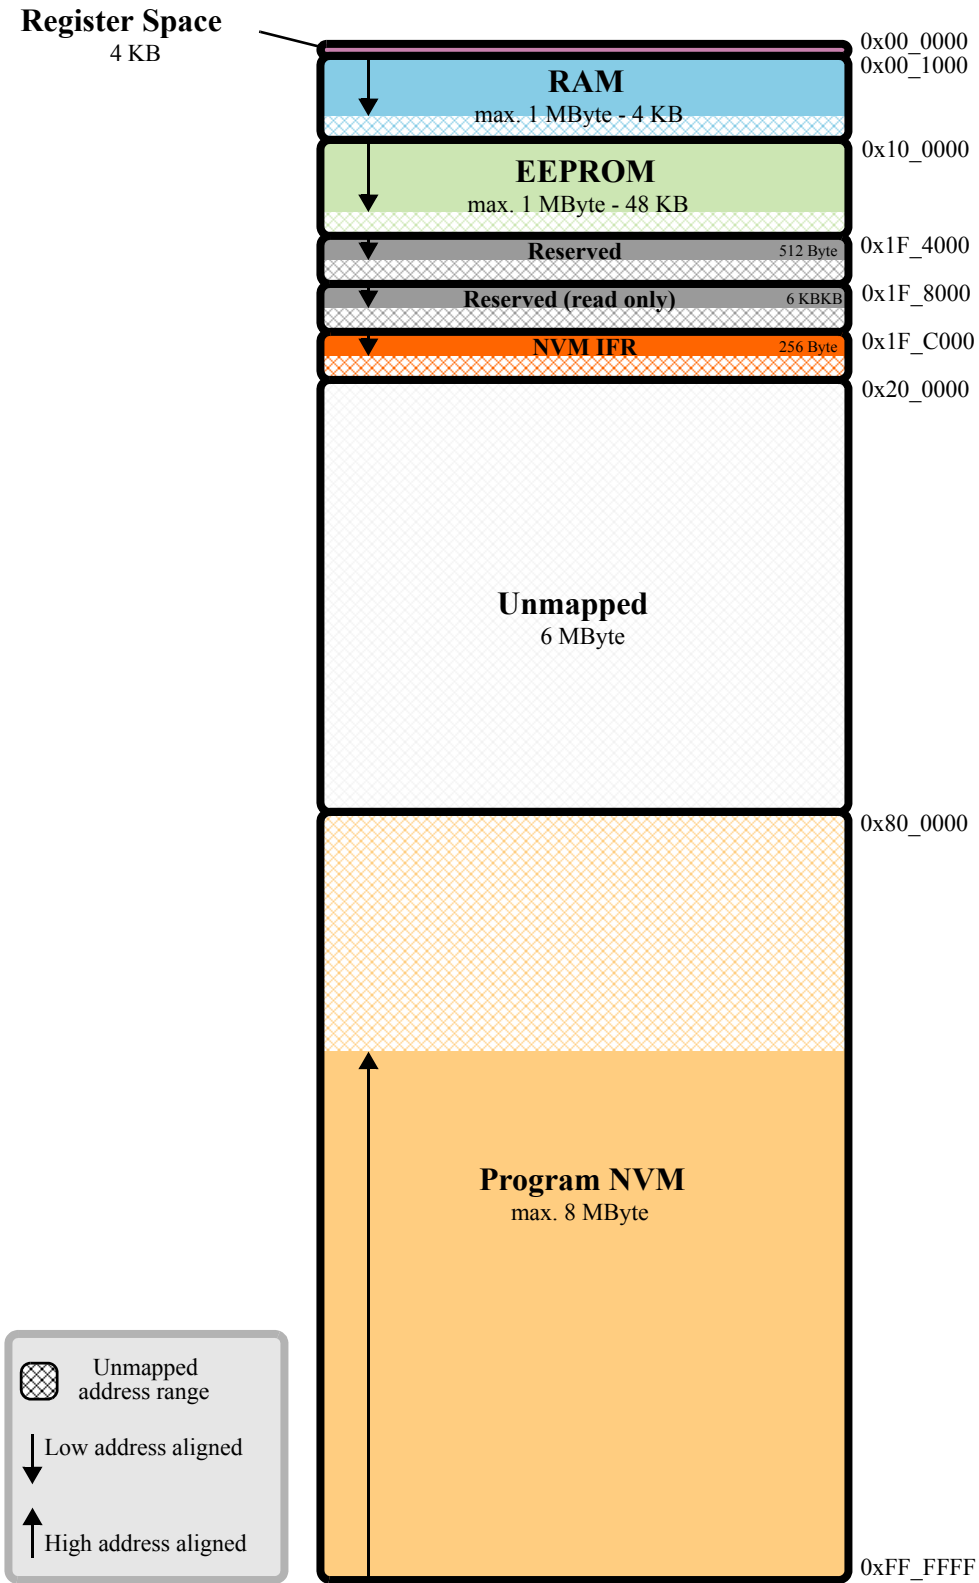 Register Space
4 KB
0x00_0000
0x00_1000
RAM
max. 1 MByte - 4 KB
0x10_0000
EEPROM
max. 1 MByte - 48 KB
0x1F_4000
Reserved
512 Byte
0x1F_8000
Reserved (read only)
6 KBKB
0x1F_C000
NVM IFR
256 Byte
0x20_0000
Unmapped
6 MByte
0x80_0000
Program NVM
max. 8 MByte
Unmapped
address range
Low address aligned
High address aligned
0xFF_FFFF